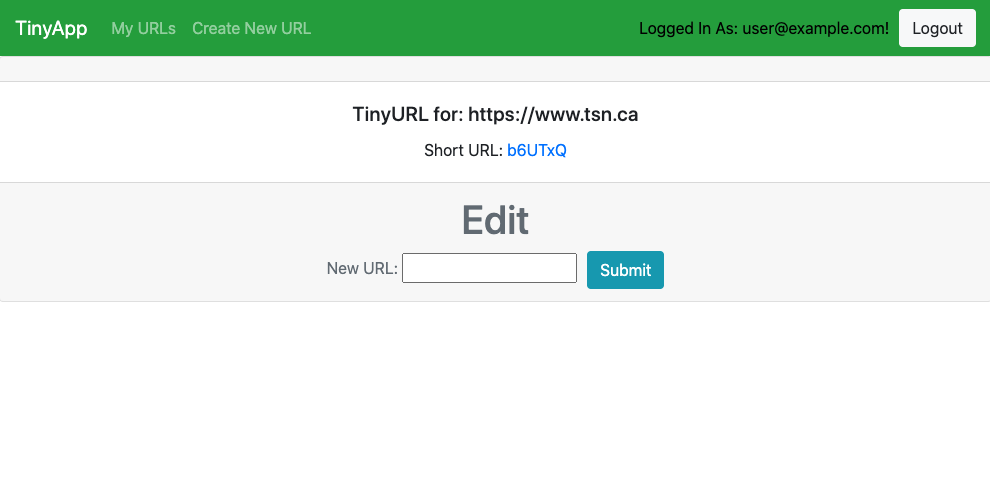 TinyApp My URLs Create New URL Logged In As: user@example.com! Logout
TinyURL for: https://www.tsn.ca
Short URL: b6UTxQ
Edit
New URL: Submit